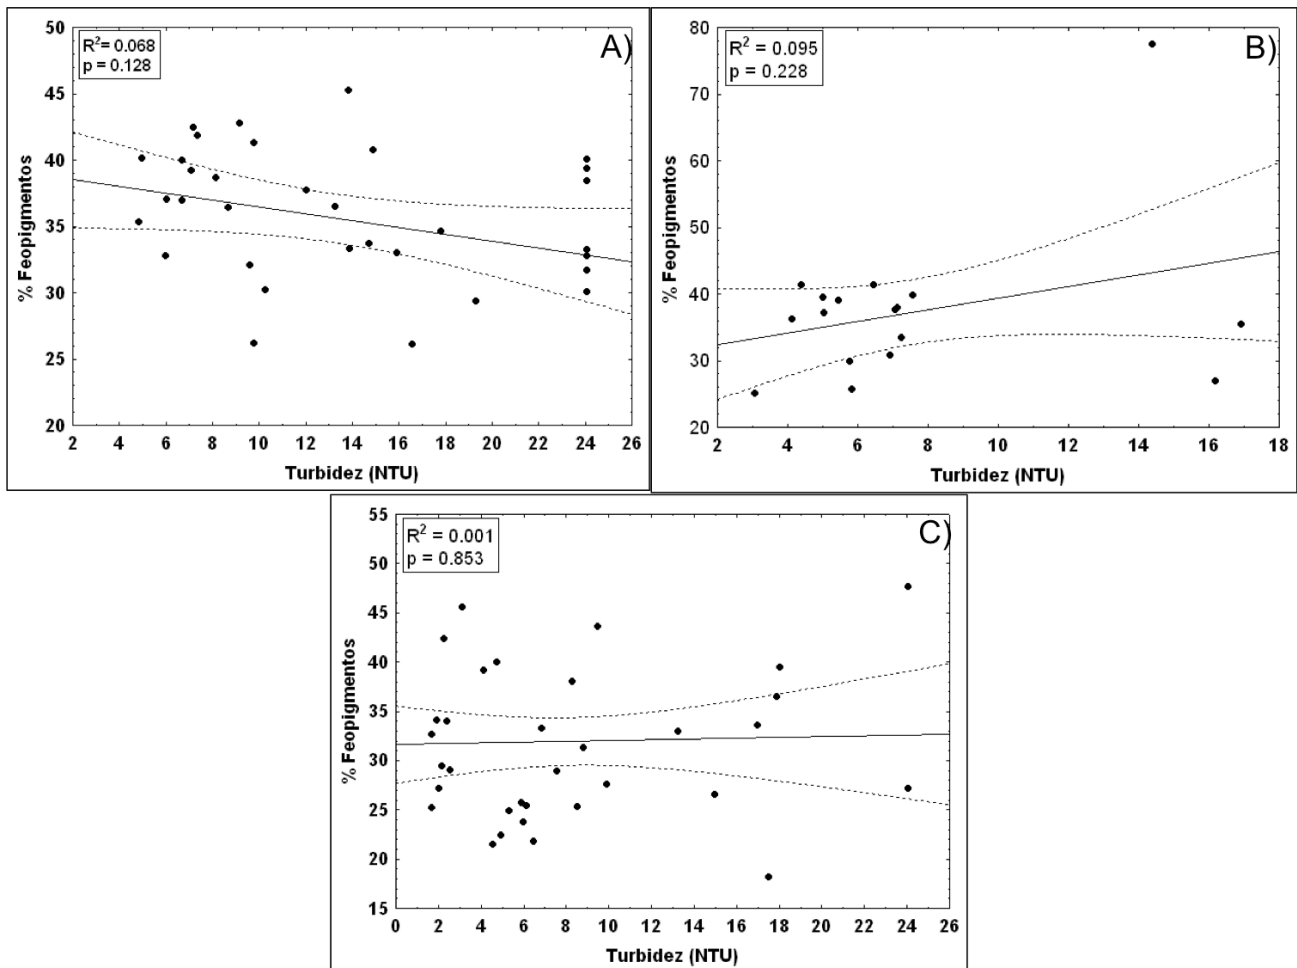 A)
R² = 0.068
p = 0.128
50
45
40
35
30
25
20
% Feopigmentos
2 4 6 8 10 12 14 16 18 20 22 24 26
Turbidez (NTU)
B)
R² = 0.095
p = 0.228
80
70
60
50
40
30
20
% Feopigmentos
2 4 6 8 10 12 14 16 18
Turbidez (NTU)
C)
R² = 0.001
p = 0.853
55
50
45
40
35
30
25
20
15
% Feopigmentos
0 2 4 6 8 10 12 14 16 18 20 22 24 26
Turbidez (NTU)